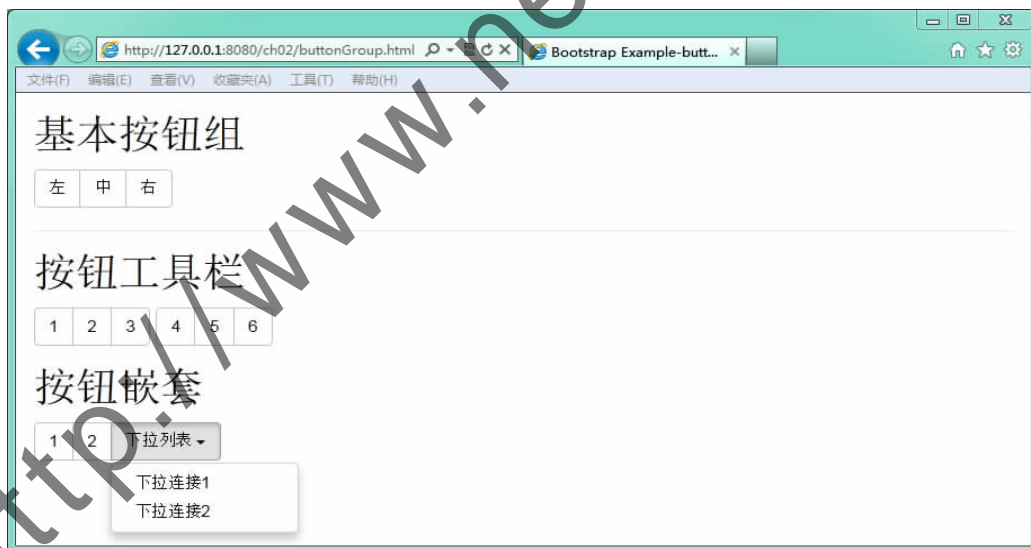 http://127.0.0.1:8080/ch02/buttonGroup.html
Bootstrap Example-butt...
文件(F) 编辑(E) 查看(V) 收藏夹(A) 工具(T) 帮助(H)
基本按钮组
左 中 右
按钮工具栏
1 2 3 4 5 6
按钮嵌套
1 2 下拉列表
下拉连接1
下拉连接2
ttp://www.ne